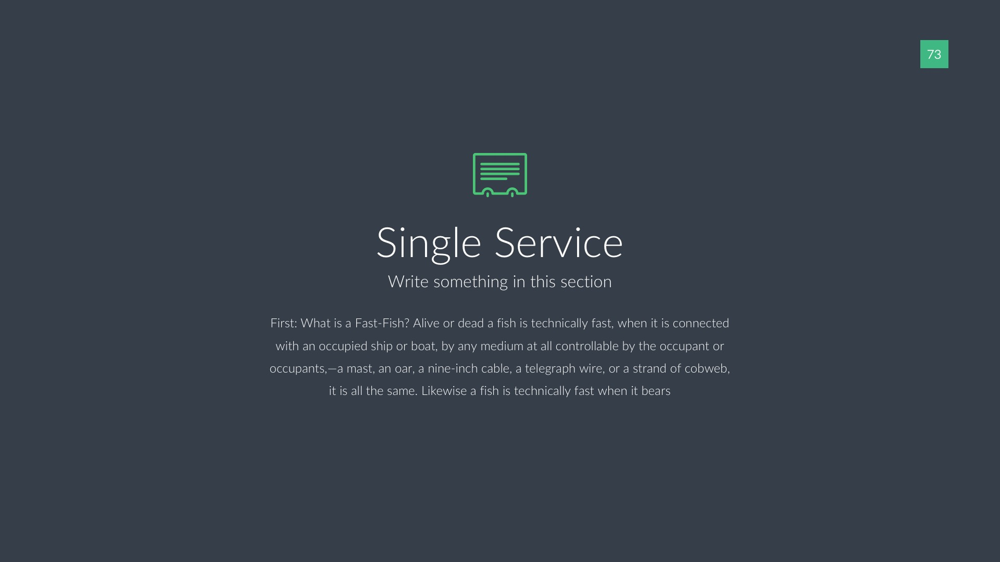 73
Single Service
Write something in this section
First: What is a Fast-Fish? Alive or dead a fish is technically fast, when it is connected
with an occupied ship or boat, by any medium at all controllable by the occupant or
occupants,—a mast, an oar, a nine-inch cable, a telegraph wire, or a strand of cobweb,
it is all the same. Likewise a fish is technically fast when it bears